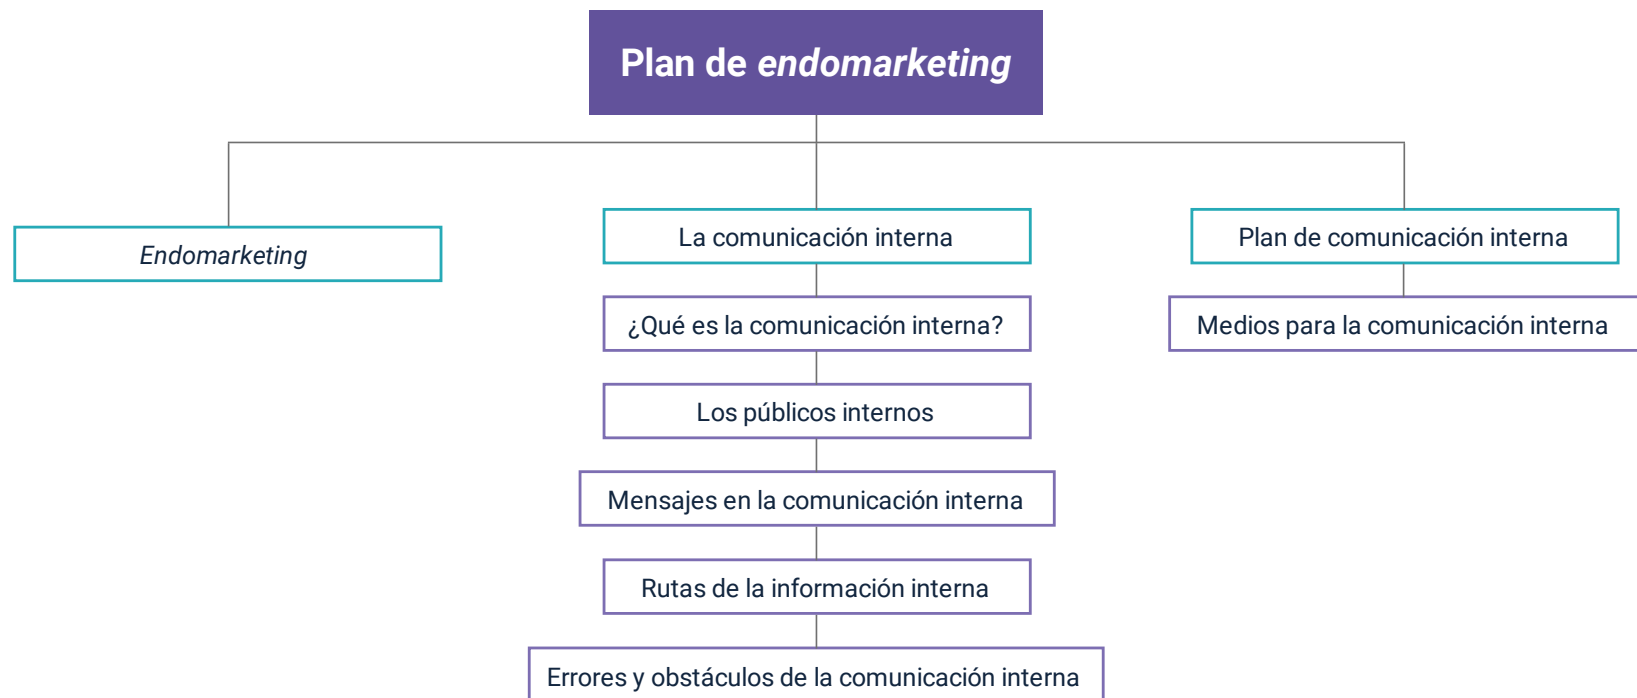 Plan de endomarketing
Endomarketing
La comunicación interna
¿Qué es la comunicación interna?
Los públicos internos
Mensajes en la comunicación interna
Rutas de la información interna
Errores y obstáculos de la comunicación interna
Plan de comunicación interna
Medios para la comunicación interna